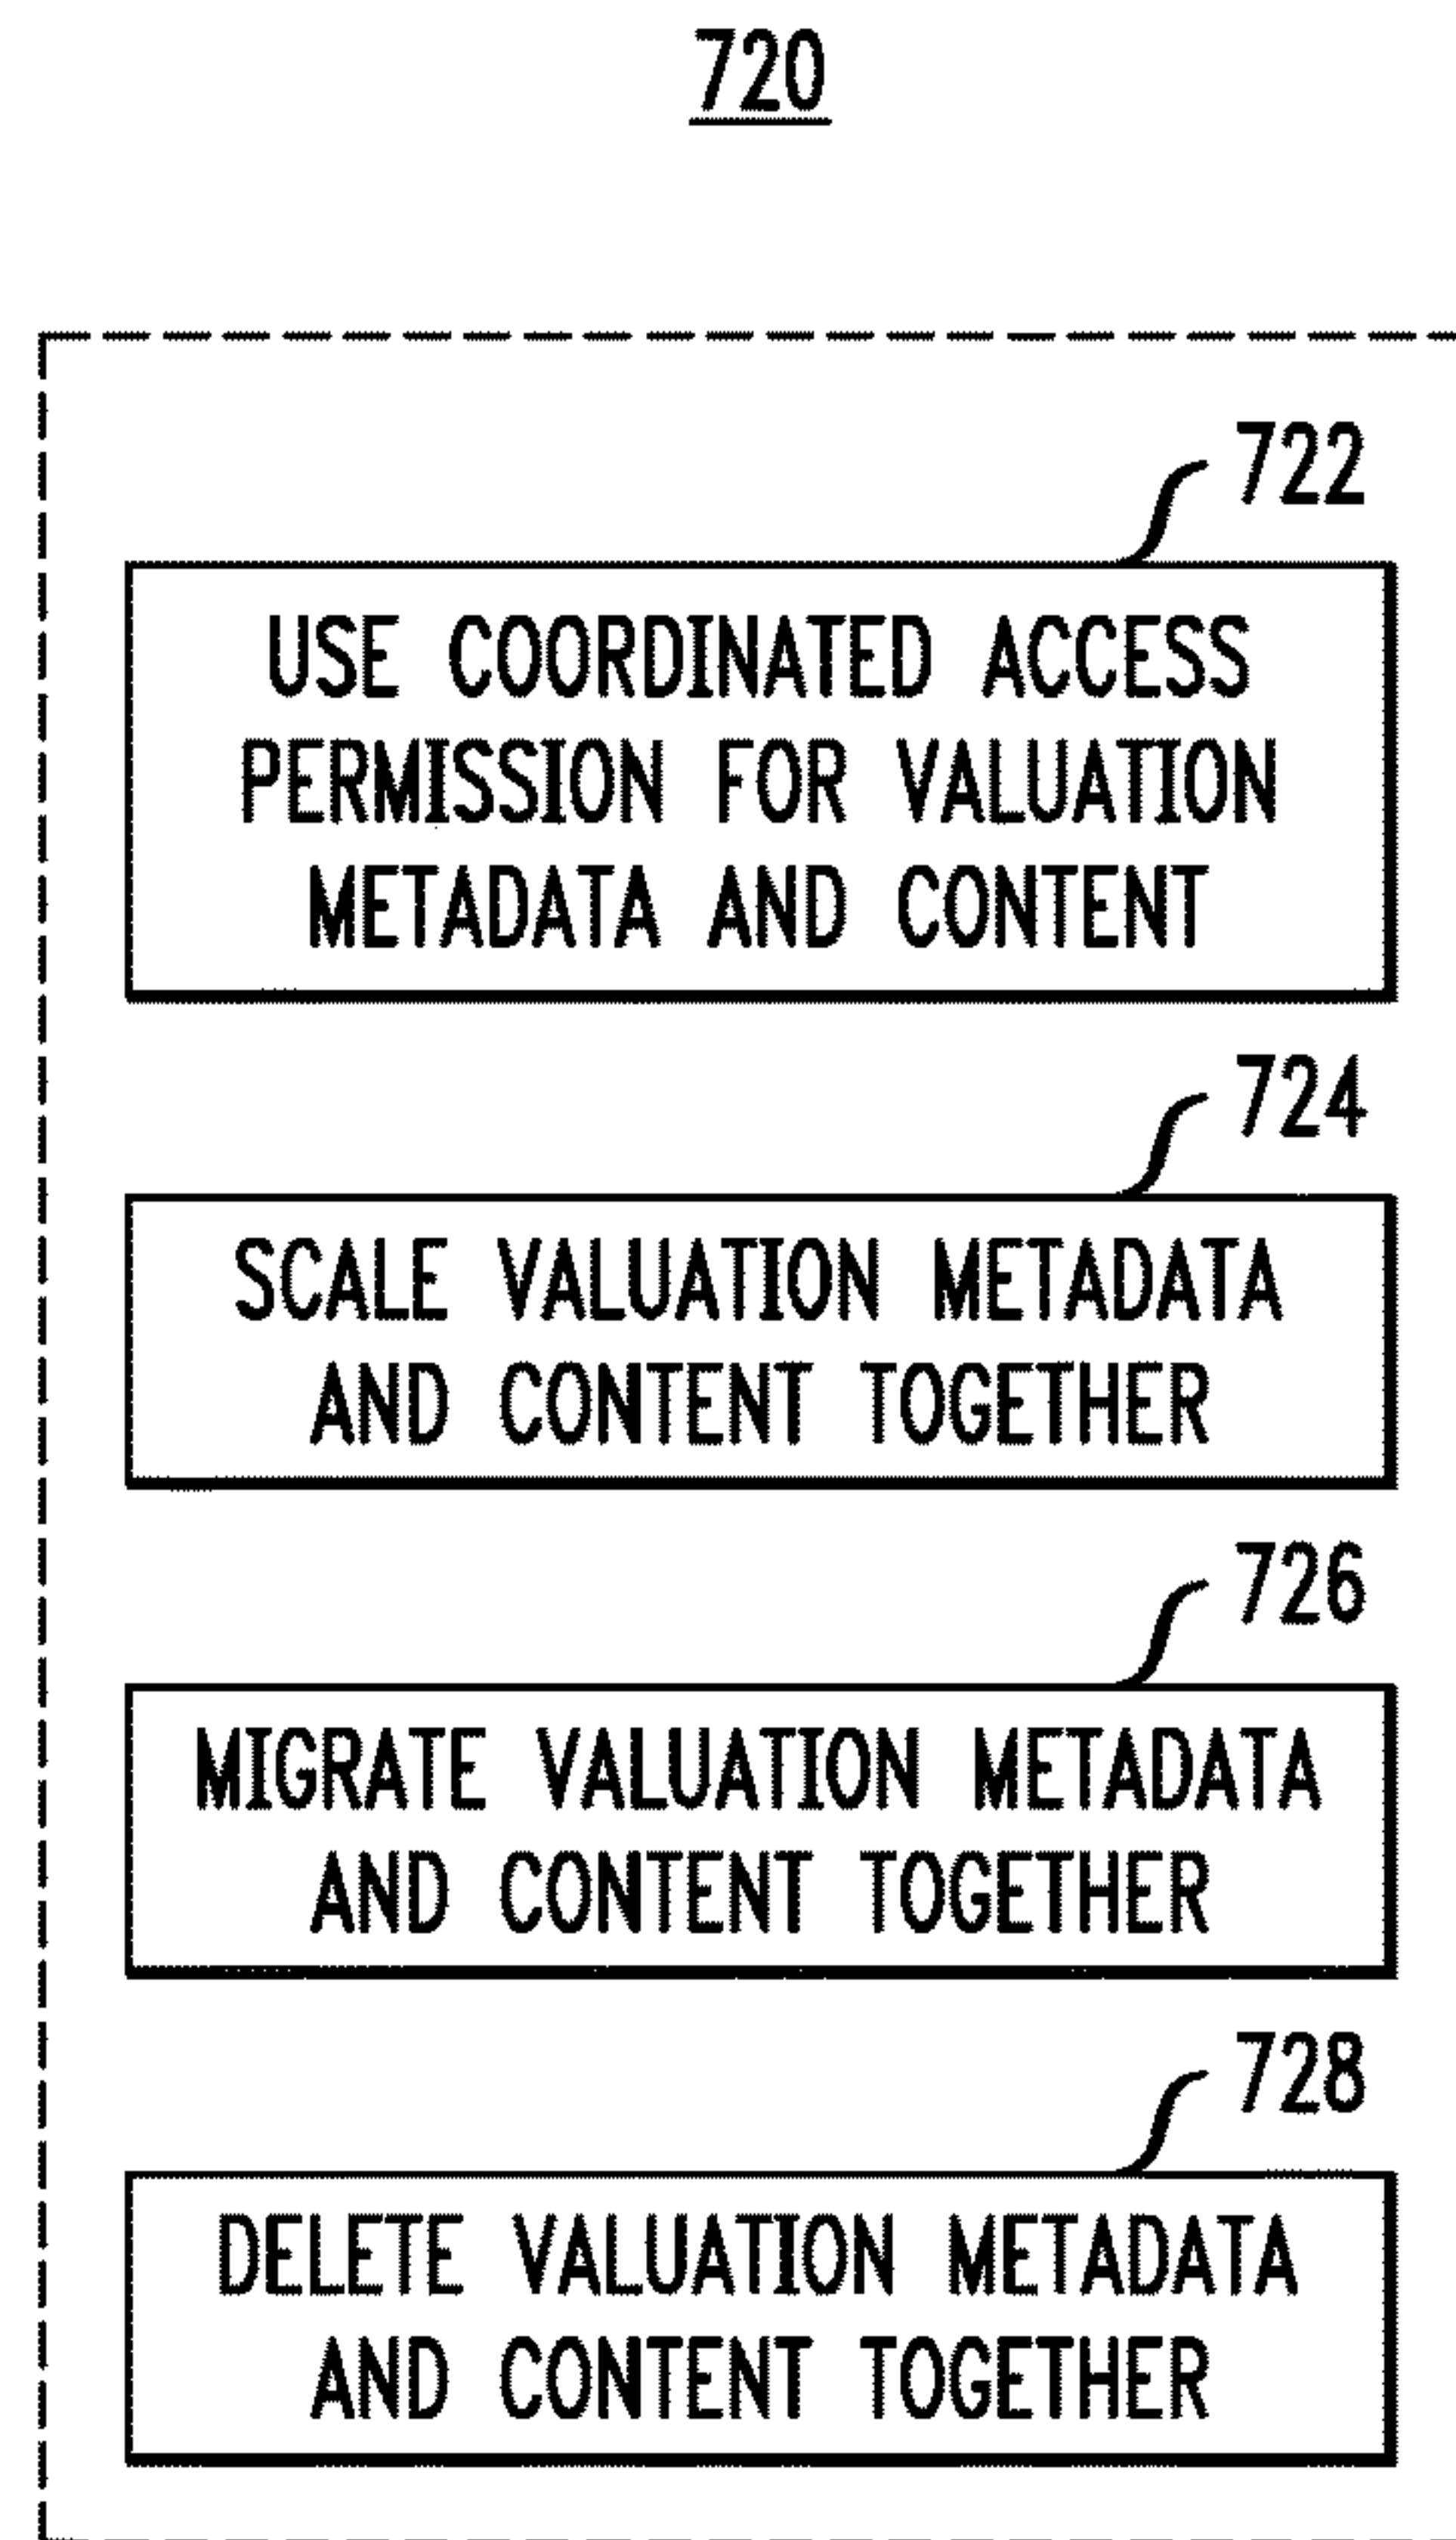 720
722
USE COORDINATED ACCESS
PERMISSION FOR VALUATION
METADATA AND CONTENT
724
SCALE VALUATION METADATA
AND CONTENT TOGETHER
726
MIGRATE VALUATION METADATA
AND CONTENT TOGETHER
728
DELETE VALUATION METADATA
AND CONTENT TOGETHER